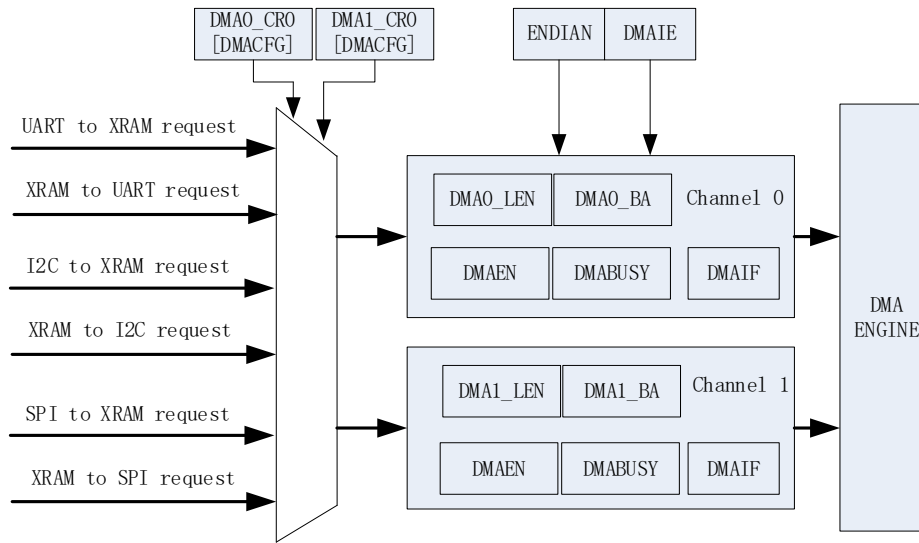 DMA0_CR0
[DMACFG]
DMA1_CR0
[DMACFG]
ENDIAN
DMAIE
UART to XRAM request
XRAM to UART request
I2C to XRAM request
XRAM to I2C request
SPI to XRAM request
XRAM to SPI request
DMA0_LEN
DMA0_BA
Channel 0
DMAEN
DMABUSY
DMAIF
DMA1_LEN
DMA1_BA
Channel 1
DMAEN
DMABUSY
DMAIF
DMA
ENGINE